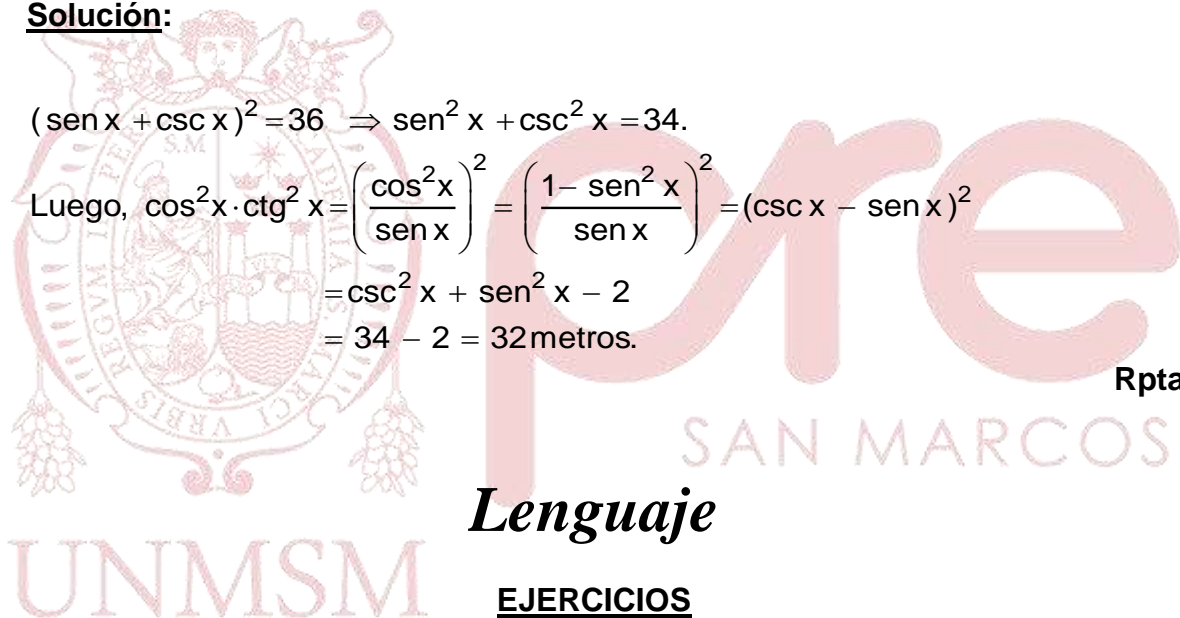 Solución:
( sen x + csc x )² = 36 ⇒ sen² x + csc² x = 34.
Luego, cos²x · ctg² x = (cos²x / sen x)² = (1 − sen² x / sen x)² = (csc x − sen x)²
= csc² x + sen² x − 2
= 34 − 2 = 32 metros.
Rpta
pre
SAN MARCOS
Lenguaje
UNMSM
EJERCICIOS